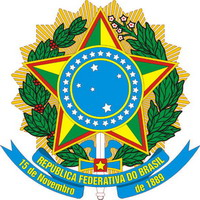 REPÚBLICA FEDERATIVA DO BRASIL
15 de Novembro
de 1889